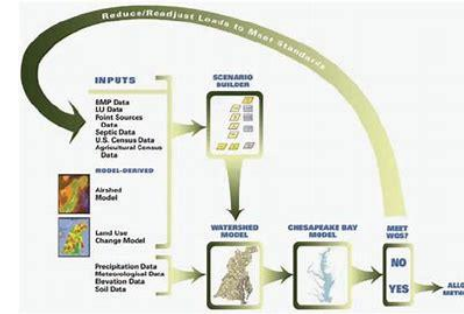 Reduce/Readjust Loads to Meet Standards
INPUTS
BMP Data
LU Data
Point Sources
Data
Septic Data
U.S. Census Data
Agricultural Census
Data
MODEL-DERIVED
Airshed
Model
Land Use
Change Model
Precipitation Data
Meteorological Data
Elevation Data
Soil Data
SCENARIO
BUILDER
WATERSHED
MODEL
CHESAPEAKE BAY
MODEL
MEET
WQS?
NO
YES